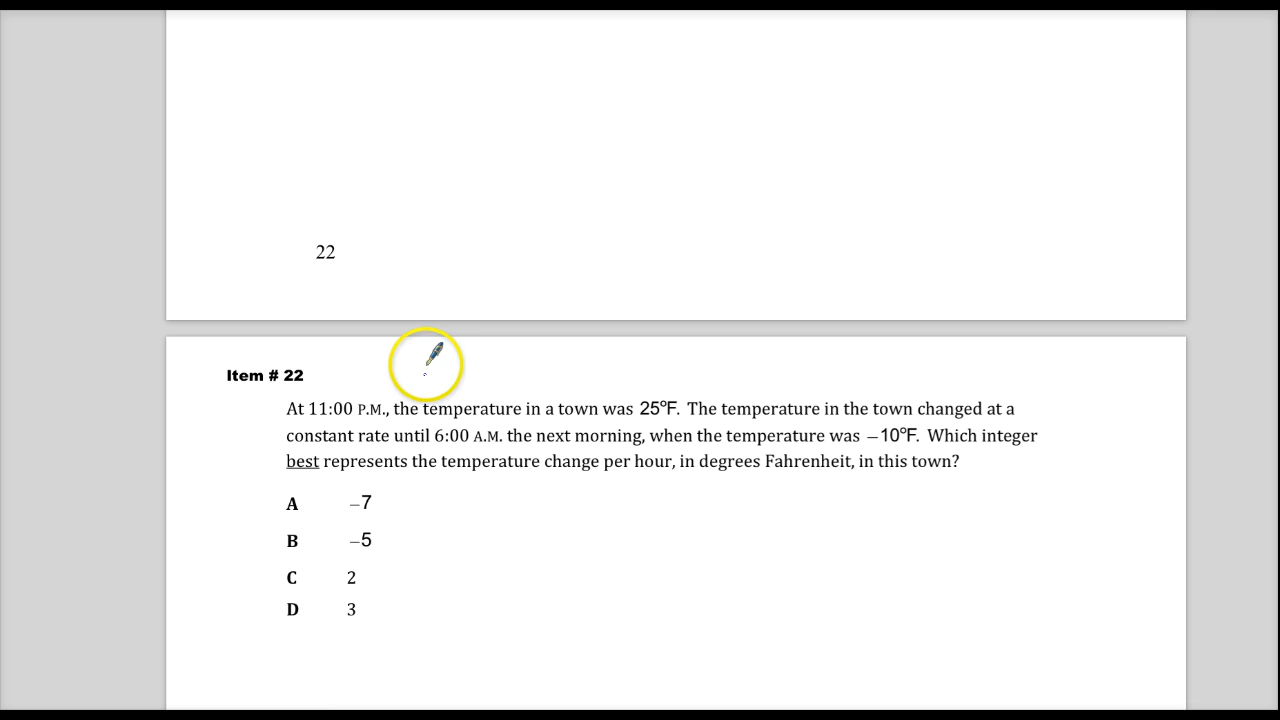 22
Item # 22
At 11:00 P.M., the temperature in a town was 25°F. The temperature in the town changed at a
constant rate until 6:00 A.M. the next morning, when the temperature was –10°F. Which integer
best represents the temperature change per hour, in degrees Fahrenheit, in this town?
A –7
B –5
C 2
D 3